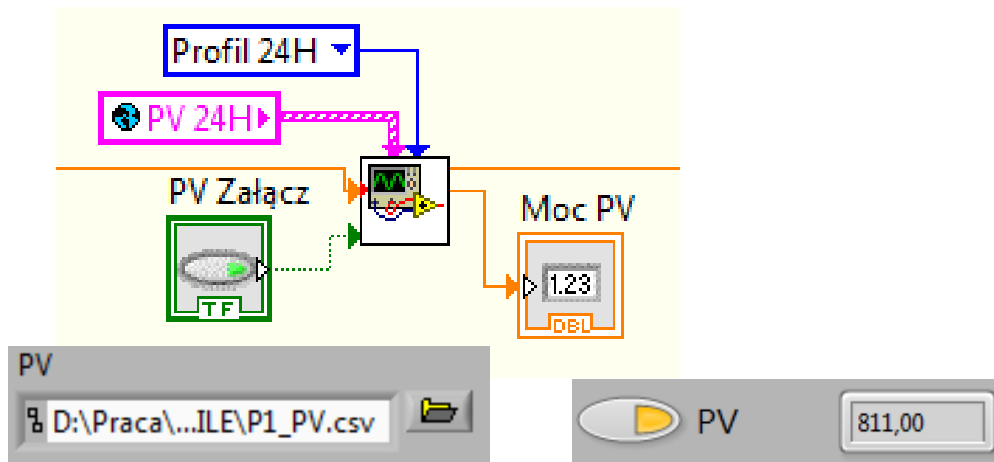 Profil 24H
PV 24H
PV Załącz
TF
Moc PV
1.23
DBL
PV
D:\Praca\...ILE\P1_PV.csv
PV
811,00